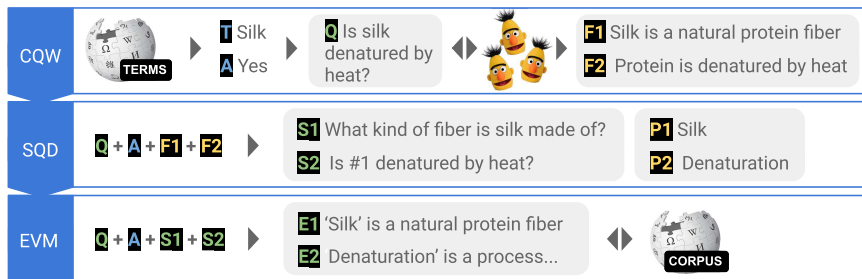 CQW
TERMS
T Silk
A Yes
Q Is silk
denatured by
heat?
F1 Silk is a natural protein fiber
F2 Protein is denatured by heat
SQD
Q + A + F1 + F2
S1 What kind of fiber is silk made of?
S2 Is #1 denatured by heat?
P1 Silk
P2 Denaturation
EVM
Q + A + S1 + S2
E1 ‘Silk’ is a natural protein fiber
E2 Denaturation’ is a process...
CORPUS